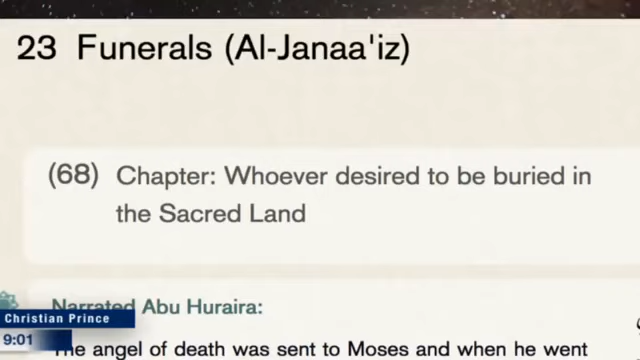 23 Funerals (Al-Janaa'iz)
(68) Chapter: Whoever desired to be buried in
the Sacred Land
Narrated Abu Huraira:
Christian Prince
9:01
The angel of death was sent to Moses and when he went